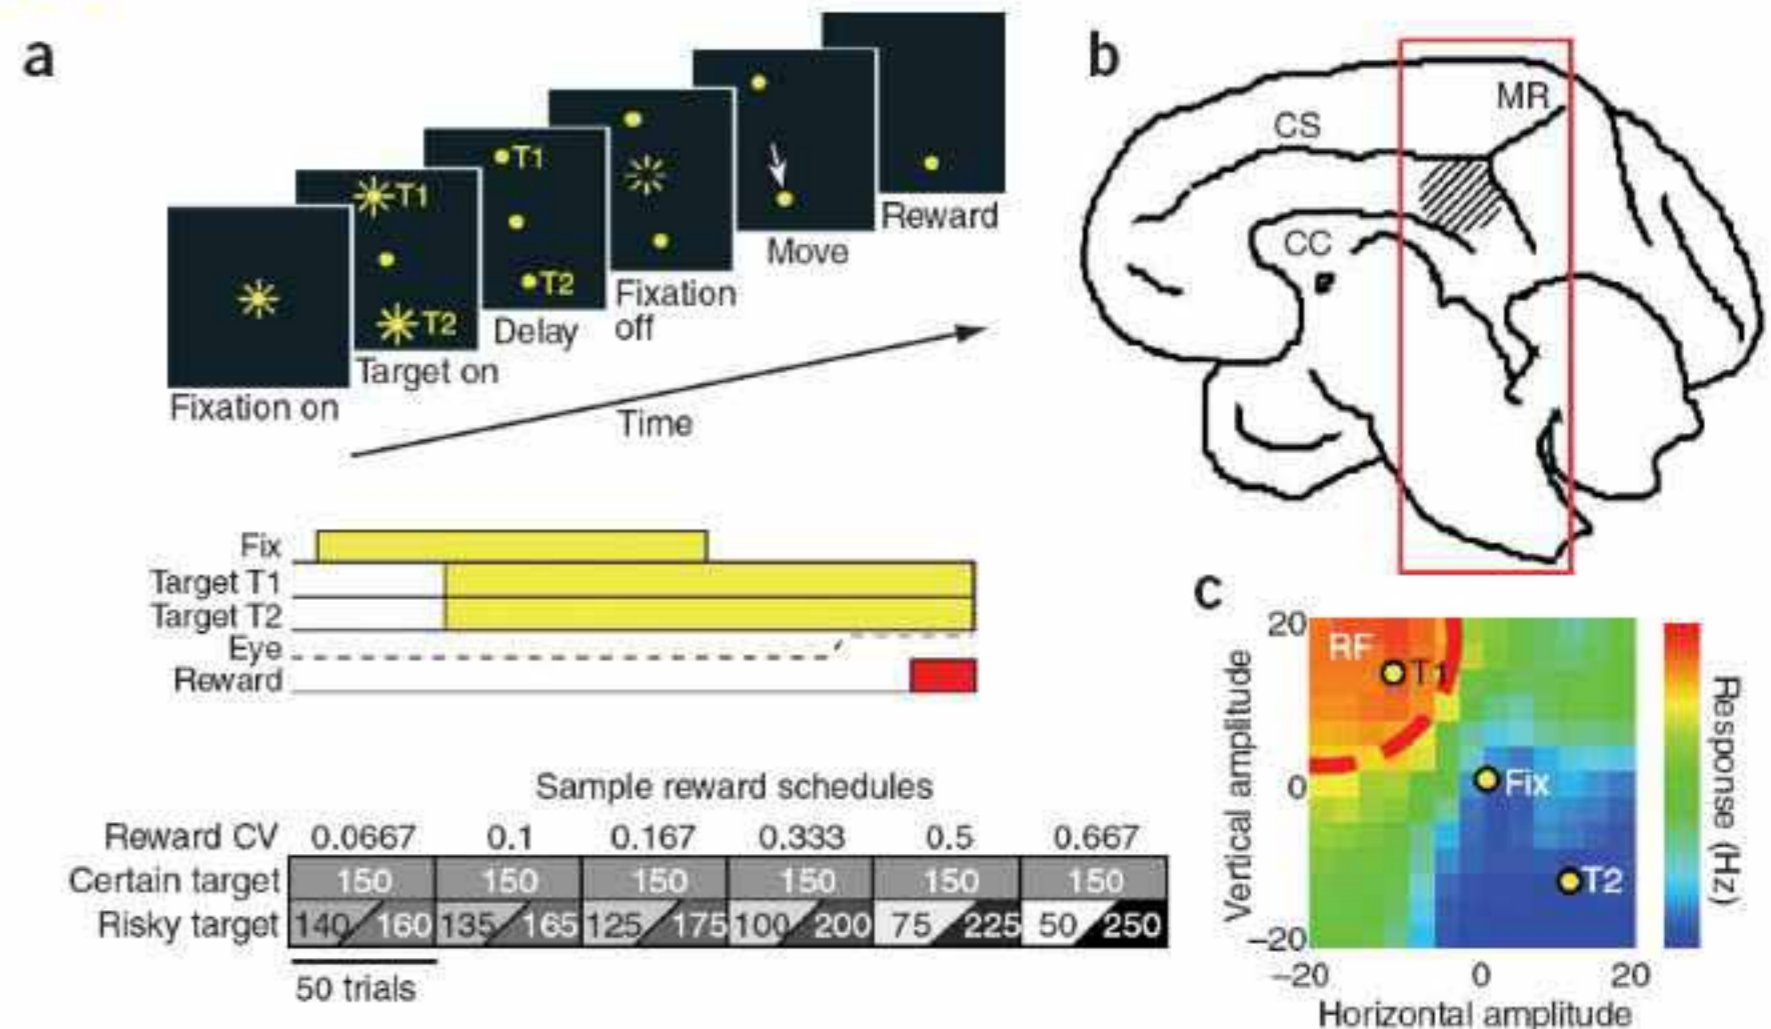 a
Fixation on
T1
T2
Target on
T1
T2
Delay
Fixation
off
Move
Reward
Time
Fix
Target T1
Target T2
Eye
Reward
Sample reward schedules
Reward CV 0.0667 0.1 0.167 0.333 0.5 0.667
Certain target 150 150 150 150 150 150
Risky target 140 160 135 165 125 175 100 200 75 225 50 250
50 trials
b
CS
MR
CC
c
20
0
−20
Vertical amplitude
RF
T1
Fix
T2
−20 0 20
Horizontal amplitude
Response (Hz)